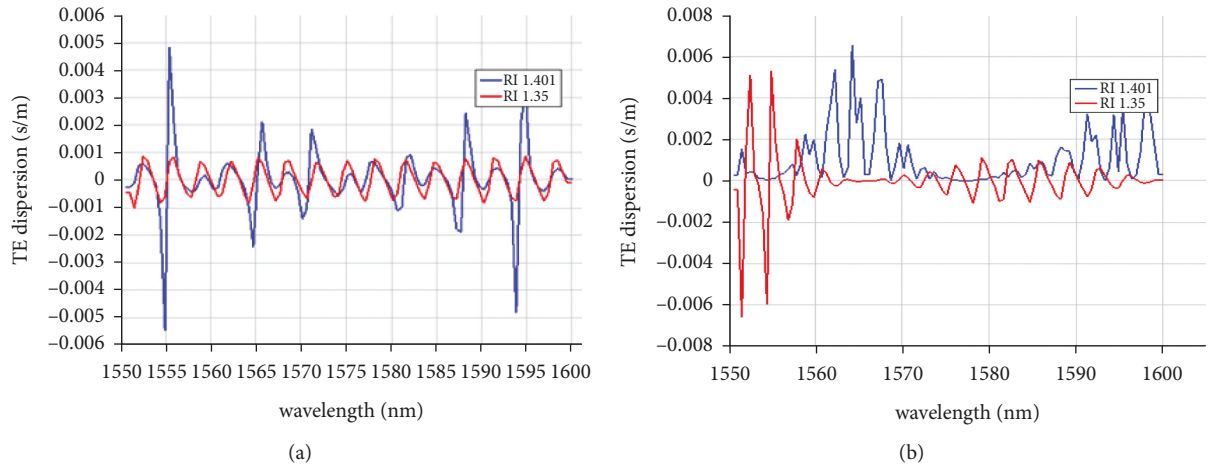 0.006
0.005
0.004
0.003
0.002
0.001
0
−0.001
−0.002
−0.003
−0.004
−0.005
−0.006
TE dispersion (s/m)
RI 1.401
RI 1.35
1550 1555 1560 1565 1570 1575 1580 1585 1590 1595 1600
wavelength (nm)
(a)
0.008
0.006
0.004
0.002
0.000
−0.002
−0.004
−0.006
−0.008
TE dispersion (s/m)
RI 1.401
RI 1.35
1550 1560 1570 1580 1590 1600
wavelength (nm)
(b)